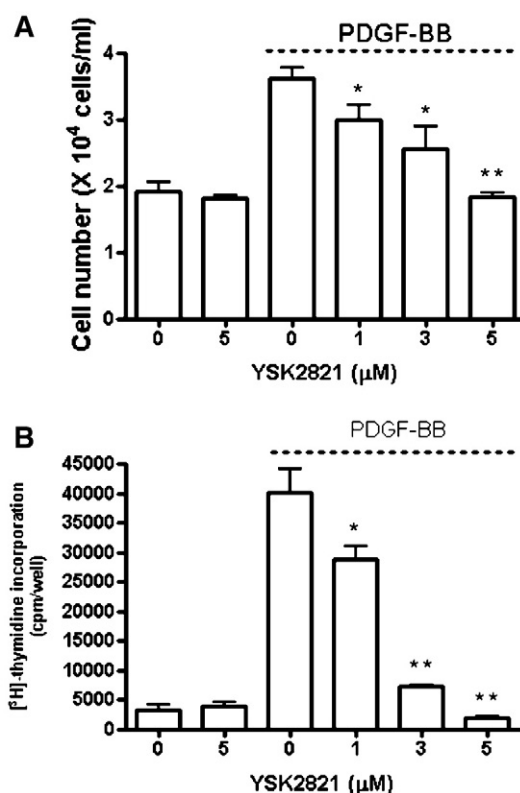 A
PDGF-BB
Cell number (X 10⁴ cells/ml)
4
3
2
1
0
* * **
0 5 0 1 3 5
YSK2821 (μM)
B
PDGF-BB
[³H]-thymidine incorporation
(cpm/well)
45000
40000
35000
30000
25000
20000
15000
10000
5000
0
* ** **
0 5 0 1 3 5
YSK2821 (μM)